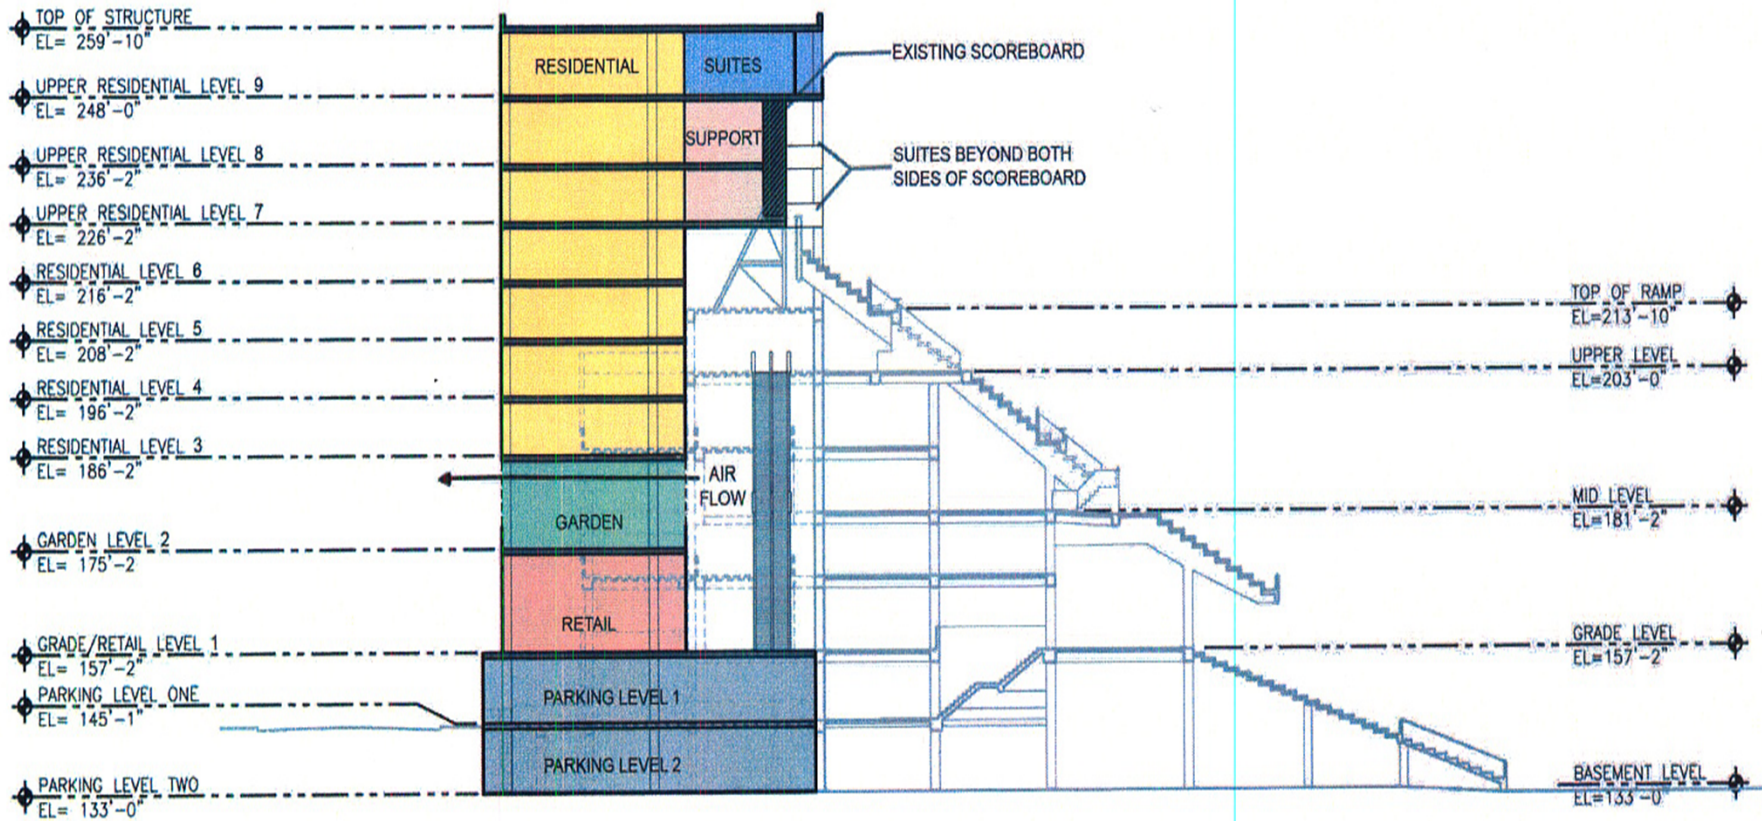 TOP OF STRUCTURE
EL= 259'-10"
UPPER RESIDENTIAL LEVEL 9
EL= 248'-0"
UPPER RESIDENTIAL LEVEL 8
EL= 236'-2"
UPPER RESIDENTIAL LEVEL 7
EL= 226'-2"
RESIDENTIAL LEVEL 6
EL= 216'-2"
RESIDENTIAL LEVEL 5
EL= 208'-2"
RESIDENTIAL LEVEL 4
EL= 196'-2"
RESIDENTIAL LEVEL 3
EL= 186'-2"
GARDEN LEVEL 2
EL= 175'-2
GRADE/RETAIL LEVEL 1
EL= 157'-2"
PARKING LEVEL ONE
EL= 145'-1"
PARKING LEVEL TWO
EL= 133'-0"
RESIDENTIAL
SUITES
SUPPORT
AIR
FLOW
GARDEN
RETAIL
PARKING LEVEL 1
PARKING LEVEL 2
EXISTING SCOREBOARD
SUITES BEYOND BOTH
SIDES OF SCOREBOARD
TOP OF RAMP
EL=213'-10"
UPPER LEVEL
EL=203'-0"
MID LEVEL
EL=181'-2"
GRADE LEVEL
EL=157'-2"
BASEMENT LEVEL
EL=133'-0"